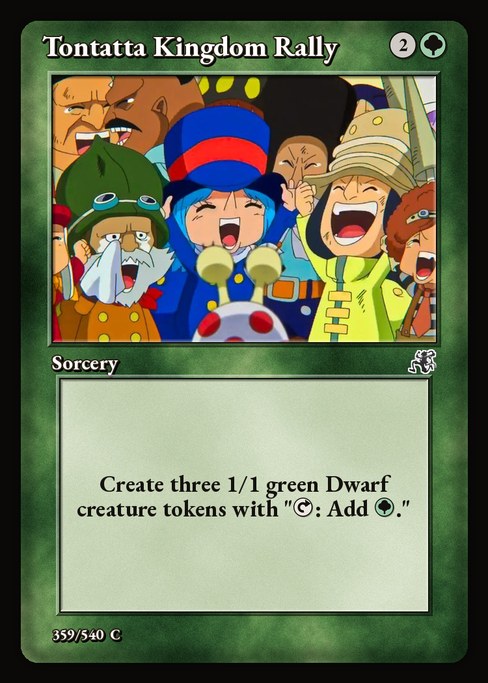 Tontatta Kingdom Rally 2
Sorcery
Create three 1/1 green Dwarf
creature tokens with ": Add ."
359/540 C